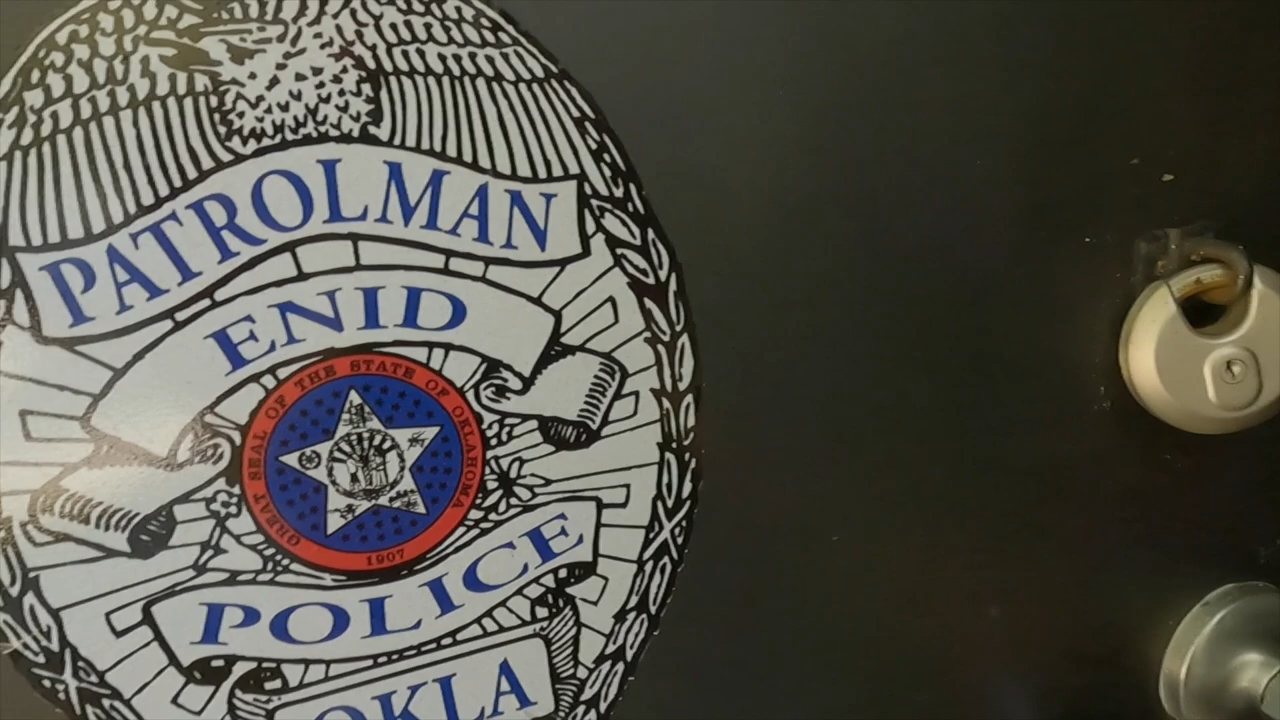 PATROLMAN
ENID
GREAT SEAL OF THE STATE OF OKLAHOMA
1907
POLICE
OKLA